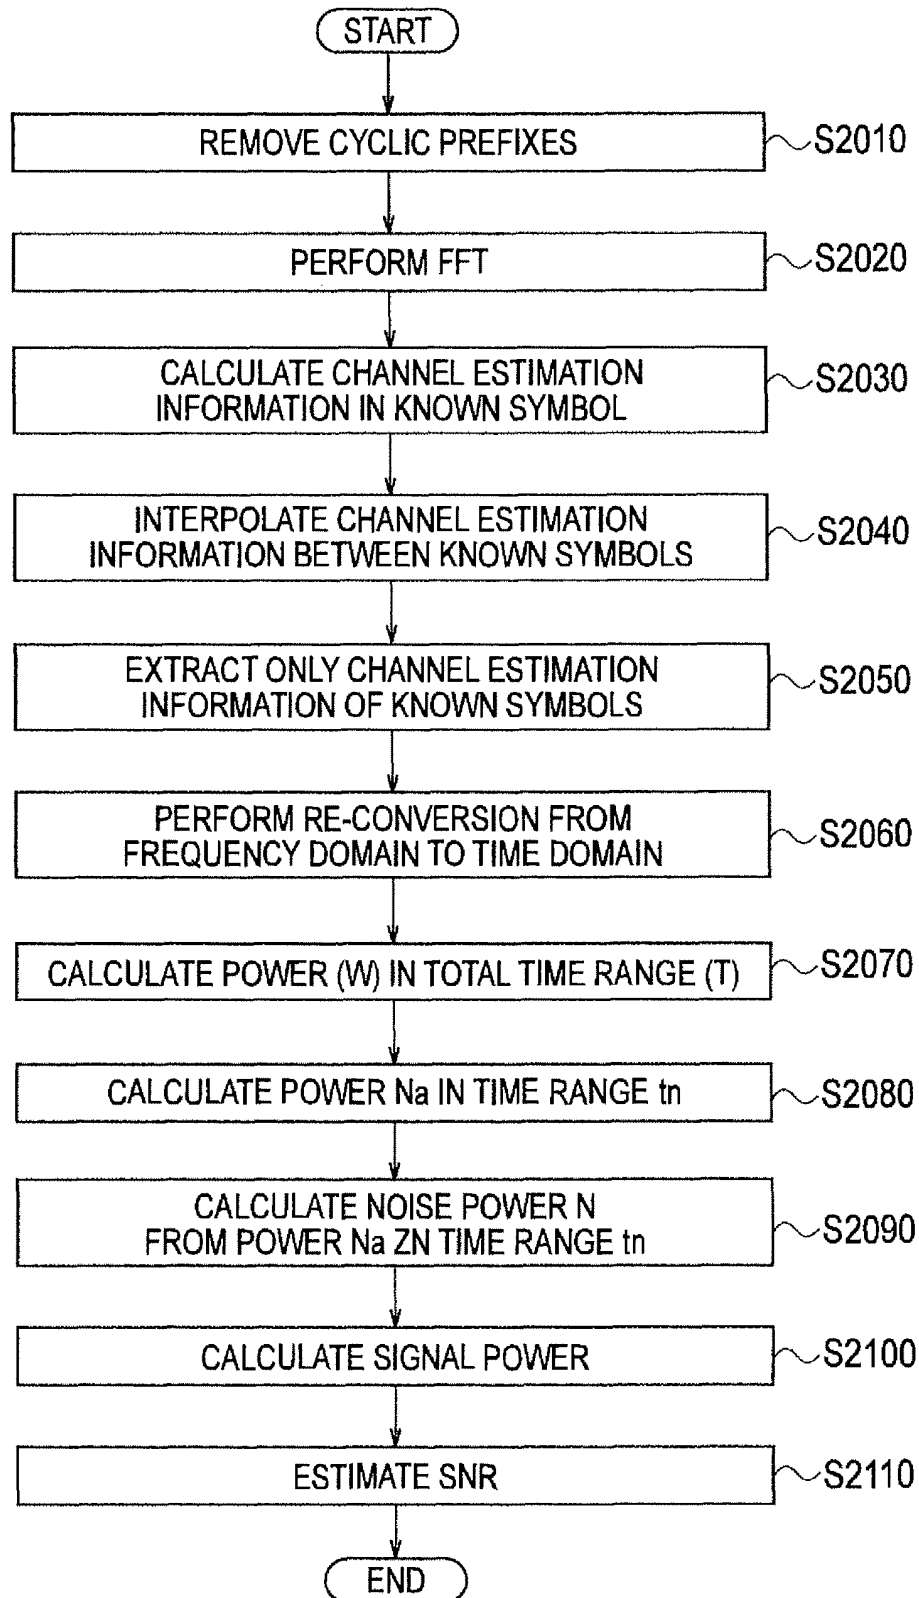 START
REMOVE CYCLIC PREFIXES
S2010
PERFORM FFT
S2020
CALCULATE CHANNEL ESTIMATION
INFORMATION IN KNOWN SYMBOL
S2030
INTERPOLATE CHANNEL ESTIMATION
INFORMATION BETWEEN KNOWN SYMBOLS
S2040
EXTRACT ONLY CHANNEL ESTIMATION
INFORMATION OF KNOWN SYMBOLS
S2050
PERFORM RE-CONVERSION FROM
FREQUENCY DOMAIN TO TIME DOMAIN
S2060
CALCULATE POWER (W) IN TOTAL TIME RANGE (T)
S2070
CALCULATE POWER Na IN TIME RANGE tn
S2080
CALCULATE NOISE POWER N
FROM POWER Na ZN TIME RANGE tn
S2090
CALCULATE SIGNAL POWER
S2100
ESTIMATE SNR
S2110
END